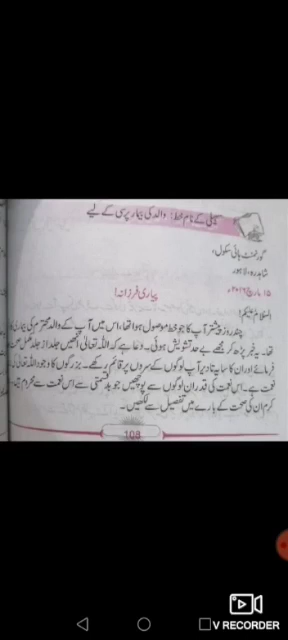 سہیلی کے نام خط: والد کی بیمار پرسی کے لیے
گورنمنٹ ہائی سکول،
شاہدرہ، لاہور
۱۵ مارچ
پیاری فرزانہ!
السلام علیکم!
چند روز پیشتر آپ کا جو خط موصول ہوا تھا، اس میں آپ کے والد محترم کی بیماری کا
تھا۔ یہ خبر پڑھ کر مجھے بے حد تشویش ہوئی۔ دعا ہے کہ اللہ تعالیٰ انھیں جلد از جلد مکمل صحت
فرمائے اور ان کا سایہ تا دیر آپ لوگوں کے سروں پر قائم رکھے۔ بزرگوں کا وجود اللہ تعالیٰ کی
نعمت ہے۔ اس نعمت کی قدر ان لوگوں سے پوچھیں جو بدقسمتی سے اس نعمت سے محروم
کرم ان کی صحت کے بارے میں تفصیل سے لکھیں۔
108
V RECORDER